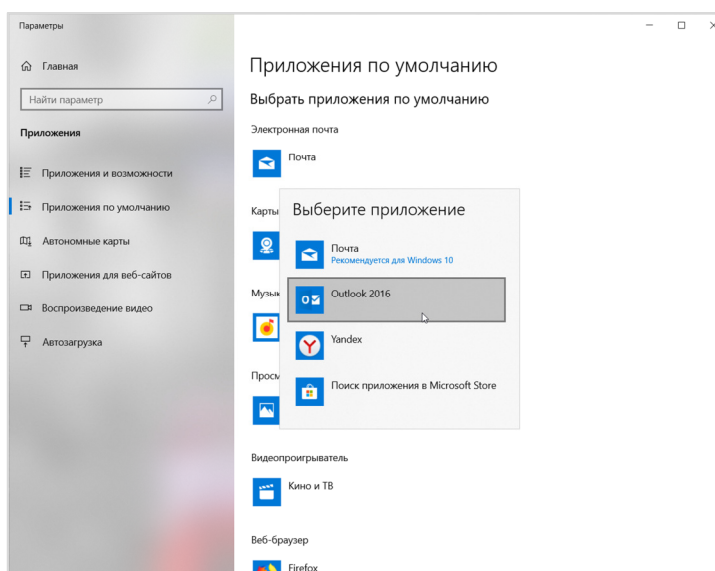 Параметры
Главная
Найти параметр
Приложения
Приложения и возможности
Приложения по умолчанию
Автономные карты
Приложения для веб-сайтов
Воспроизведение видео
Автозагрузка
Приложения по умолчанию
Выбрать приложения по умолчанию
Электронная почта
Почта
Карты
Выберите приложение
Почта
Рекомендуется для Windows 10
Outlook 2016
Yandex
Поиск приложения в Microsoft Store
Видеопроигрыватель
Кино и ТВ
Веб-браузер
Firefox